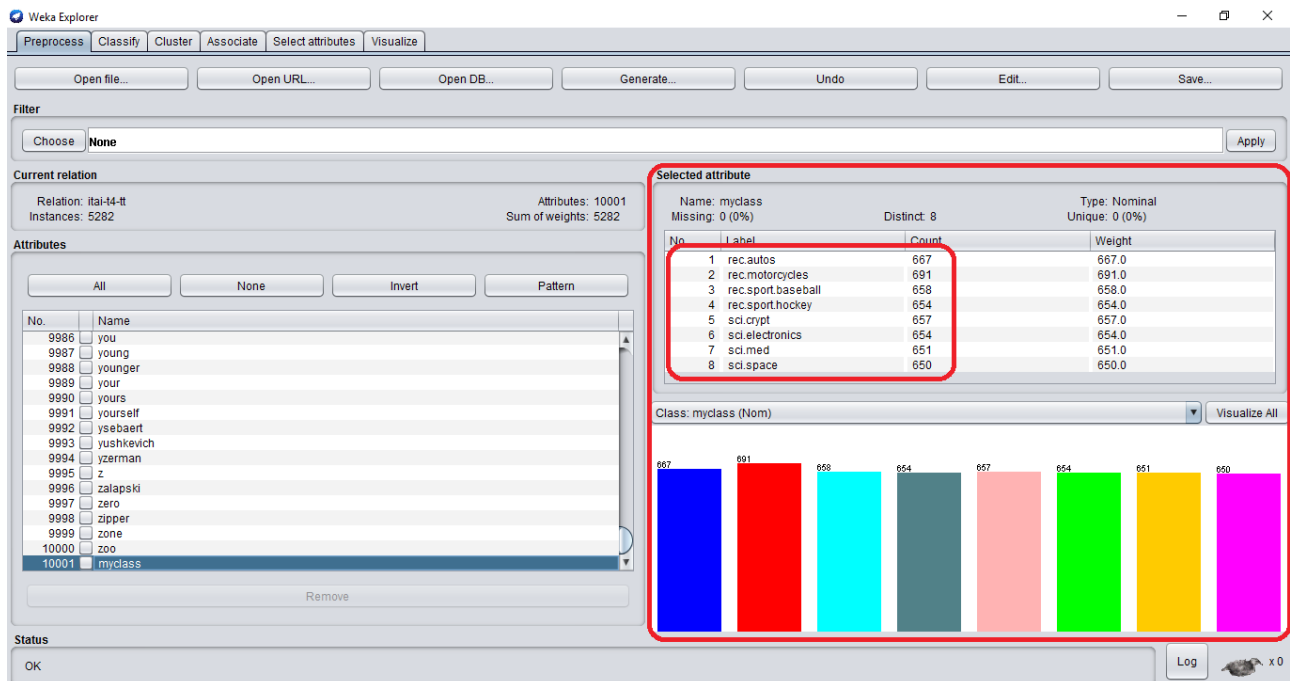 Weka Explorer
Preprocess Classify Cluster Associate Select attributes Visualize
Open file... Open URL... Open DB... Generate... Undo Edit... Save...
Filter
Choose None Apply
Current relation
Relation: itai-t4-tt Attributes: 10001
Instances: 5282 Sum of weights: 5282
Attributes
All None Invert Pattern
No. Name
9986 you
9987 young
9988 younger
9989 your
9990 yours
9991 yourself
9992 ysebaert
9993 yushkevich
9994 yzerman
9995 z
9996 zalapski
9997 zero
9998 zipper
9999 zone
10000 zoo
10001 myclass
Remove
Selected attribute
Name: myclass Type: Nominal
Missing: 0 (0%) Distinct: 8 Unique: 0 (0%)
No. Label Count Weight
1 rec.autos 667 667.0
2 rec.motorcycles 691 691.0
3 rec.sport.baseball 658 658.0
4 rec.sport.hockey 654 654.0
5 sci.crypt 657 657.0
6 sci.electronics 654 654.0
7 sci.med 651 651.0
8 sci.space 650 650.0
Class: myclass (Nom) Visualize All
667 691 658 654 657 654 651 650
Status
OK Log x 0